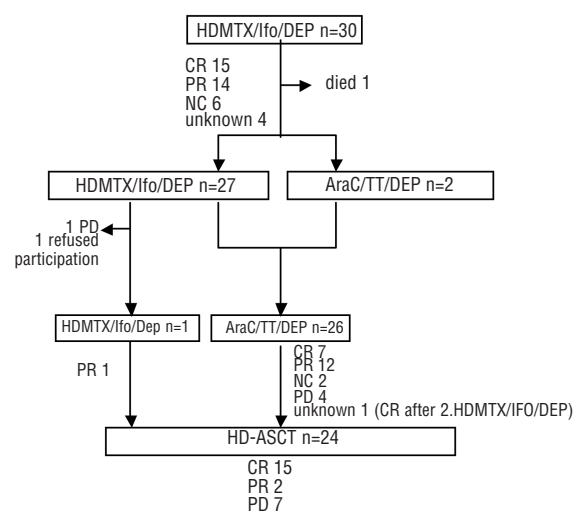 HDMTX/Ifo/DEP n=30
CR 15
PR 14
NC 6
unknown 4
died 1
HDMTX/Ifo/DEP n=27
AraC/TT/DEP n=2
1 PD
1 refused
participation
HDMTX/Ifo/Dep n=1
AraC/TT/DEP n=26
PR 1
CR 7
PR 12
NC 2
PD 4
unknown 1 (CR after 2.HDMTX/IFO/DEP)
HD-ASCT n=24
CR 15
PR 2
PD 7